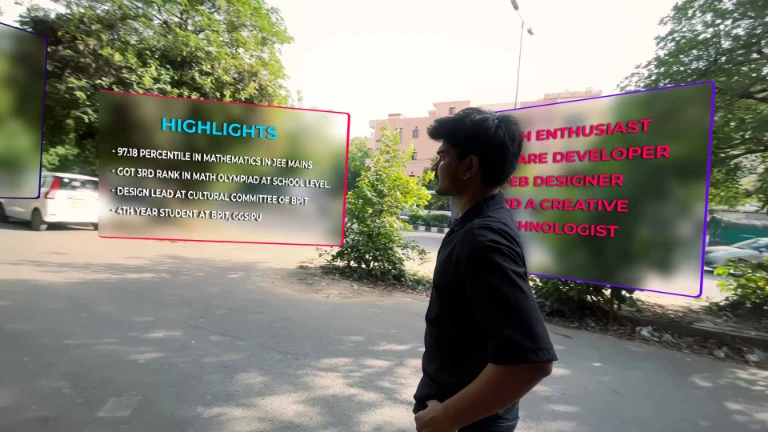 HIGHLIGHTS
- 97.18 PERCENTILE IN MATHEMATICS IN JEE MAINS
- GOT 3RD RANK IN MATH OLYMPIAD AT SCHOOL LEVEL.
- DESIGN LEAD AT CULTURAL COMMITTEE OF BPIT
- 4TH YEAR STUDENT AT BPIT, GGSIPU
ENTHUSIAST
DEVELOPER
DESIGNER
A CREATIVE